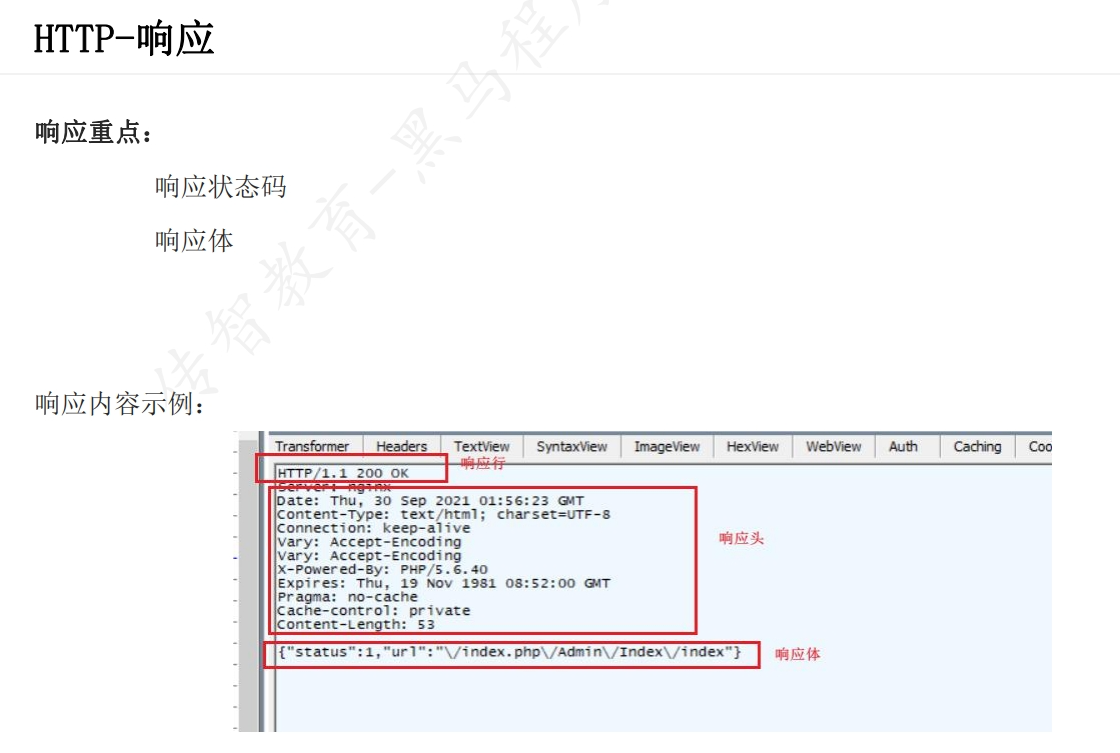 HTTP-响应
响应重点：
响应状态码
响应体
响应内容示例：
Transformer Headers TextView SyntaxView ImageView HexView WebView Auth Caching Coo
HTTP/1.1 200 OK 响应行
Server: nginx
Date: Thu, 30 Sep 2021 01:56:23 GMT
Content-Type: text/html; charset=UTF-8
Connection: keep-alive
响应头
Vary: Accept-Encoding
Vary: Accept-Encoding
X-Powered-By: PHP/5.6.40
Expires: Thu, 19 Nov 1981 08:52:00 GMT
Pragma: no-cache
Cache-control: private
Content-Length: 53
{"status":1,"url":"\/index.php\/Admin\/Index\/index"} 响应体
传智教育-黑马程序